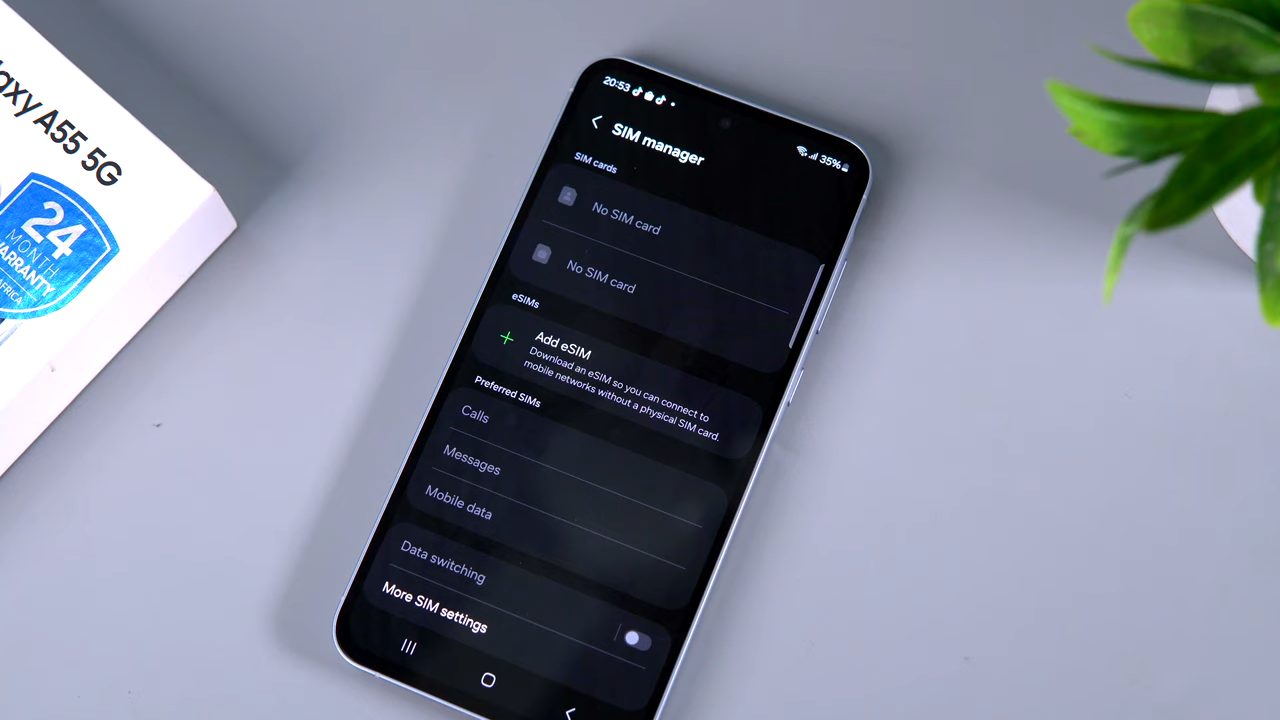 laxy A55 5G
24
MONTH
WARRANTY
AFRICA
20:53
35%
SIM manager
SIM cards
No SIM card
No SIM card
eSIMs
Add eSIM
Download an eSIM so you can connect to
mobile networks without a physical SIM card.
Preferred SIMs
Calls
Messages
Mobile data
Data switching
More SIM settings